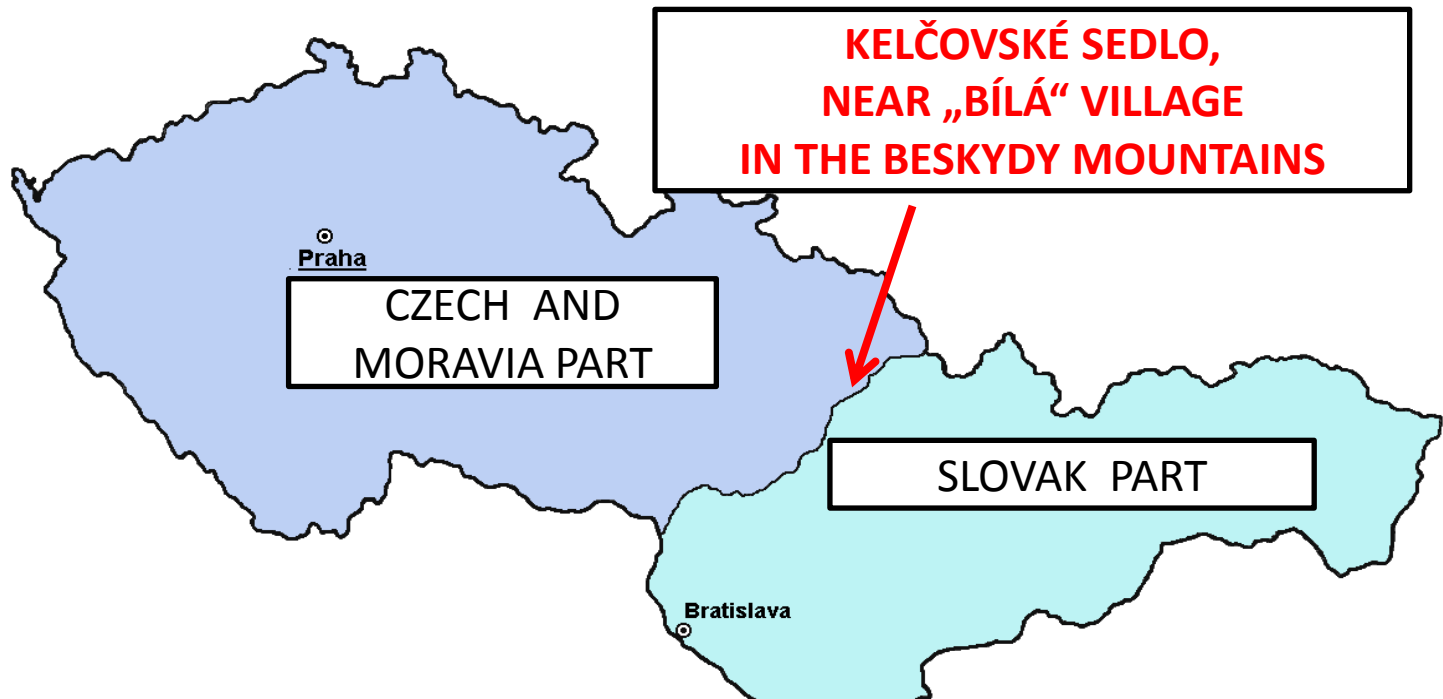 KELČOVSKÉ SEDLO,
NEAR „BÍLÁ“ VILLAGE
IN THE BESKYDY MOUNTAINS
Praha
CZECH AND
MORAVIA PART
SLOVAK PART
Bratislava